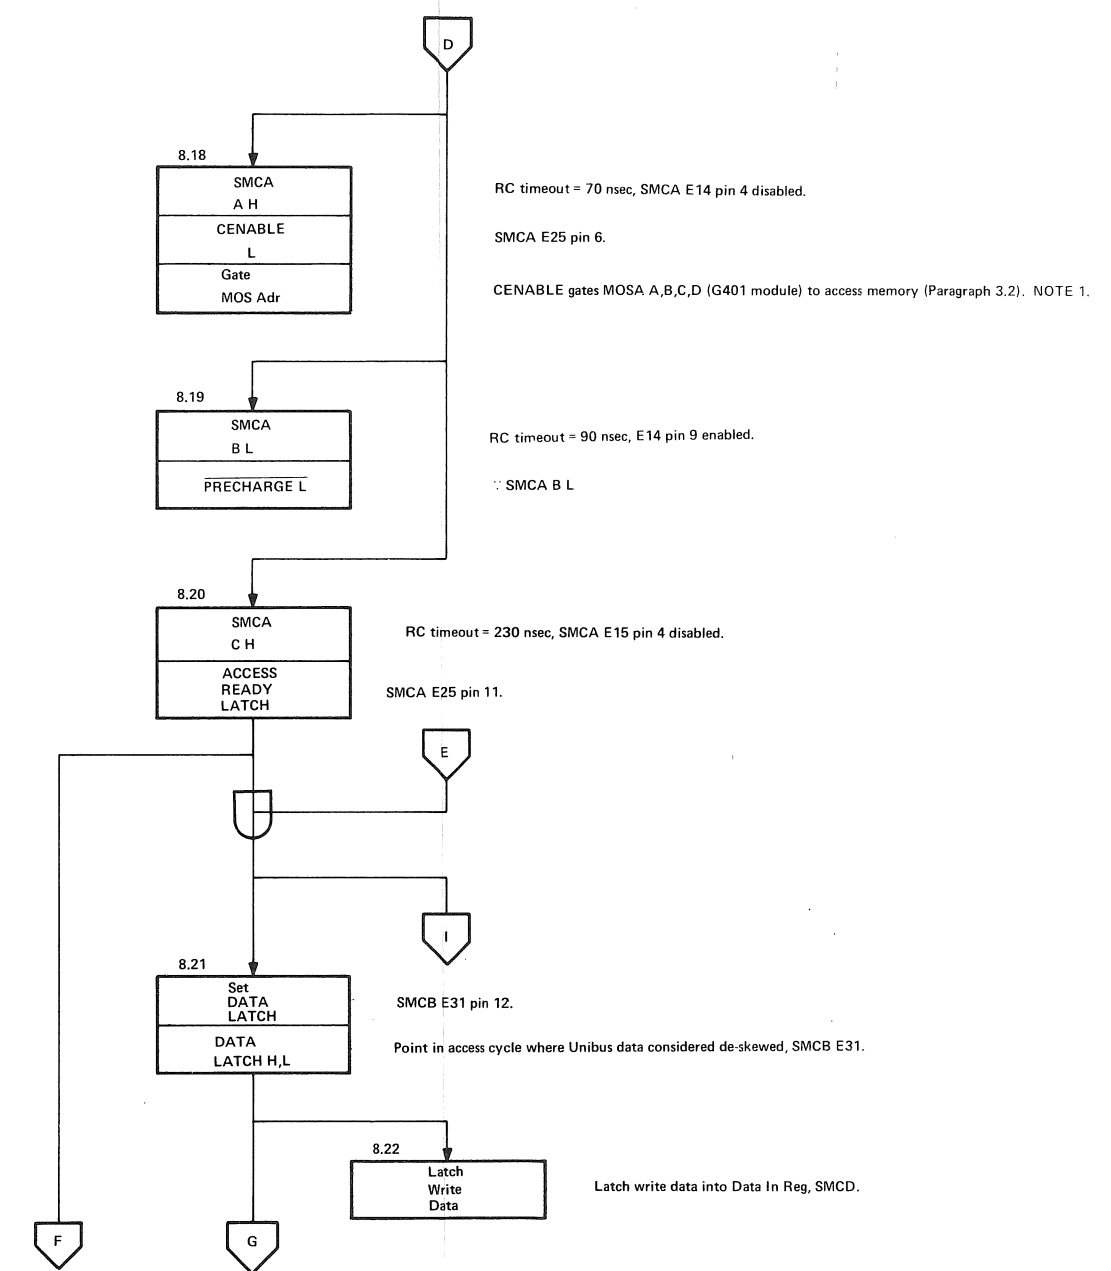 D
8.18
SMCA
A H
RC timeout = 70 nsec, SMCA E14 pin 4 disabled.
CENABLE
L
SMCA E25 pin 6.
Gate
MOS Adr
CENABLE gates MOSA A,B,C,D (G401 module) to access memory (Paragraph 3.2). NOTE 1.
8.19
SMCA
B L
RC timeout = 90 nsec, E14 pin 9 enabled.
PRECHARGE L
∵ SMCA B L
8.20
SMCA
C H
RC timeout = 230 nsec, SMCA E15 pin 4 disabled.
ACCESS
READY
LATCH
SMCA E25 pin 11.
E
I
8.21
Set
DATA
LATCH
SMCB E31 pin 12.
DATA
LATCH H,L
Point in access cycle where Unibus data considered de-skewed, SMCB E31.
8.22
Latch
Write
Data
Latch write data into Data In Reg, SMCD.
F
G